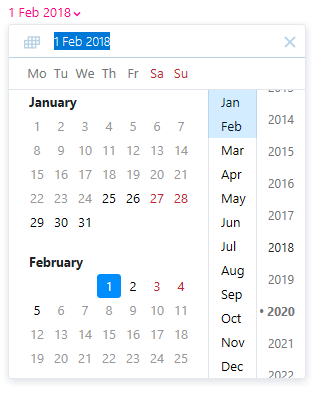 1 Feb 2018
1 Feb 2018
Mo Tu We Th Fr Sa Su
January
1 2 3 4 5 6 7
8 9 10 11 12 13 14
15 16 17 18 19 20 21
22 23 24 25 26 27 28
29 30 31
February
1 2 3 4
5 6 7 8 9 10 11
12 13 14 15 16 17 18
19 20 21 22 23 24 25
Jan
Feb
Mar
Apr
May
Jun
Jul
Aug
Sep
Oct
Nov
Dec
2013
2014
2015
2016
2017
2018
2019
• 2020
2021
2022